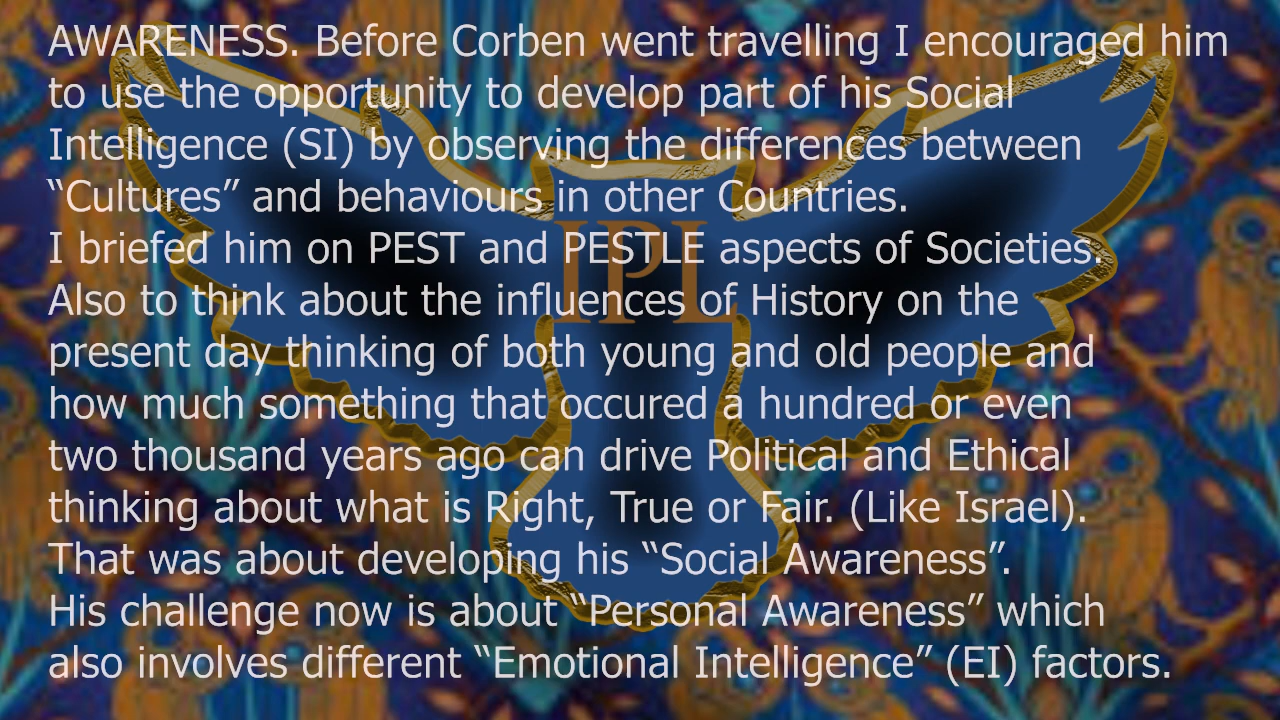 AWARENESS. Before Corben went travelling I encouraged him
to use the opportunity to develop part of his Social
Intelligence (SI) by observing the differences between
“Cultures” and behaviours in other Countries.
I briefed him on PEST and PESTLE aspects of Societies.
Also to think about the influences of History on the
present day thinking of both young and old people and
how much something that occured a hundred or even
two thousand years ago can drive Political and Ethical
thinking about what is Right, True or Fair. (Like Israel).
That was about developing his “Social Awareness”.
His challenge now is about “Personal Awareness” which
also involves different “Emotional Intelligence” (EI) factors.
IPL